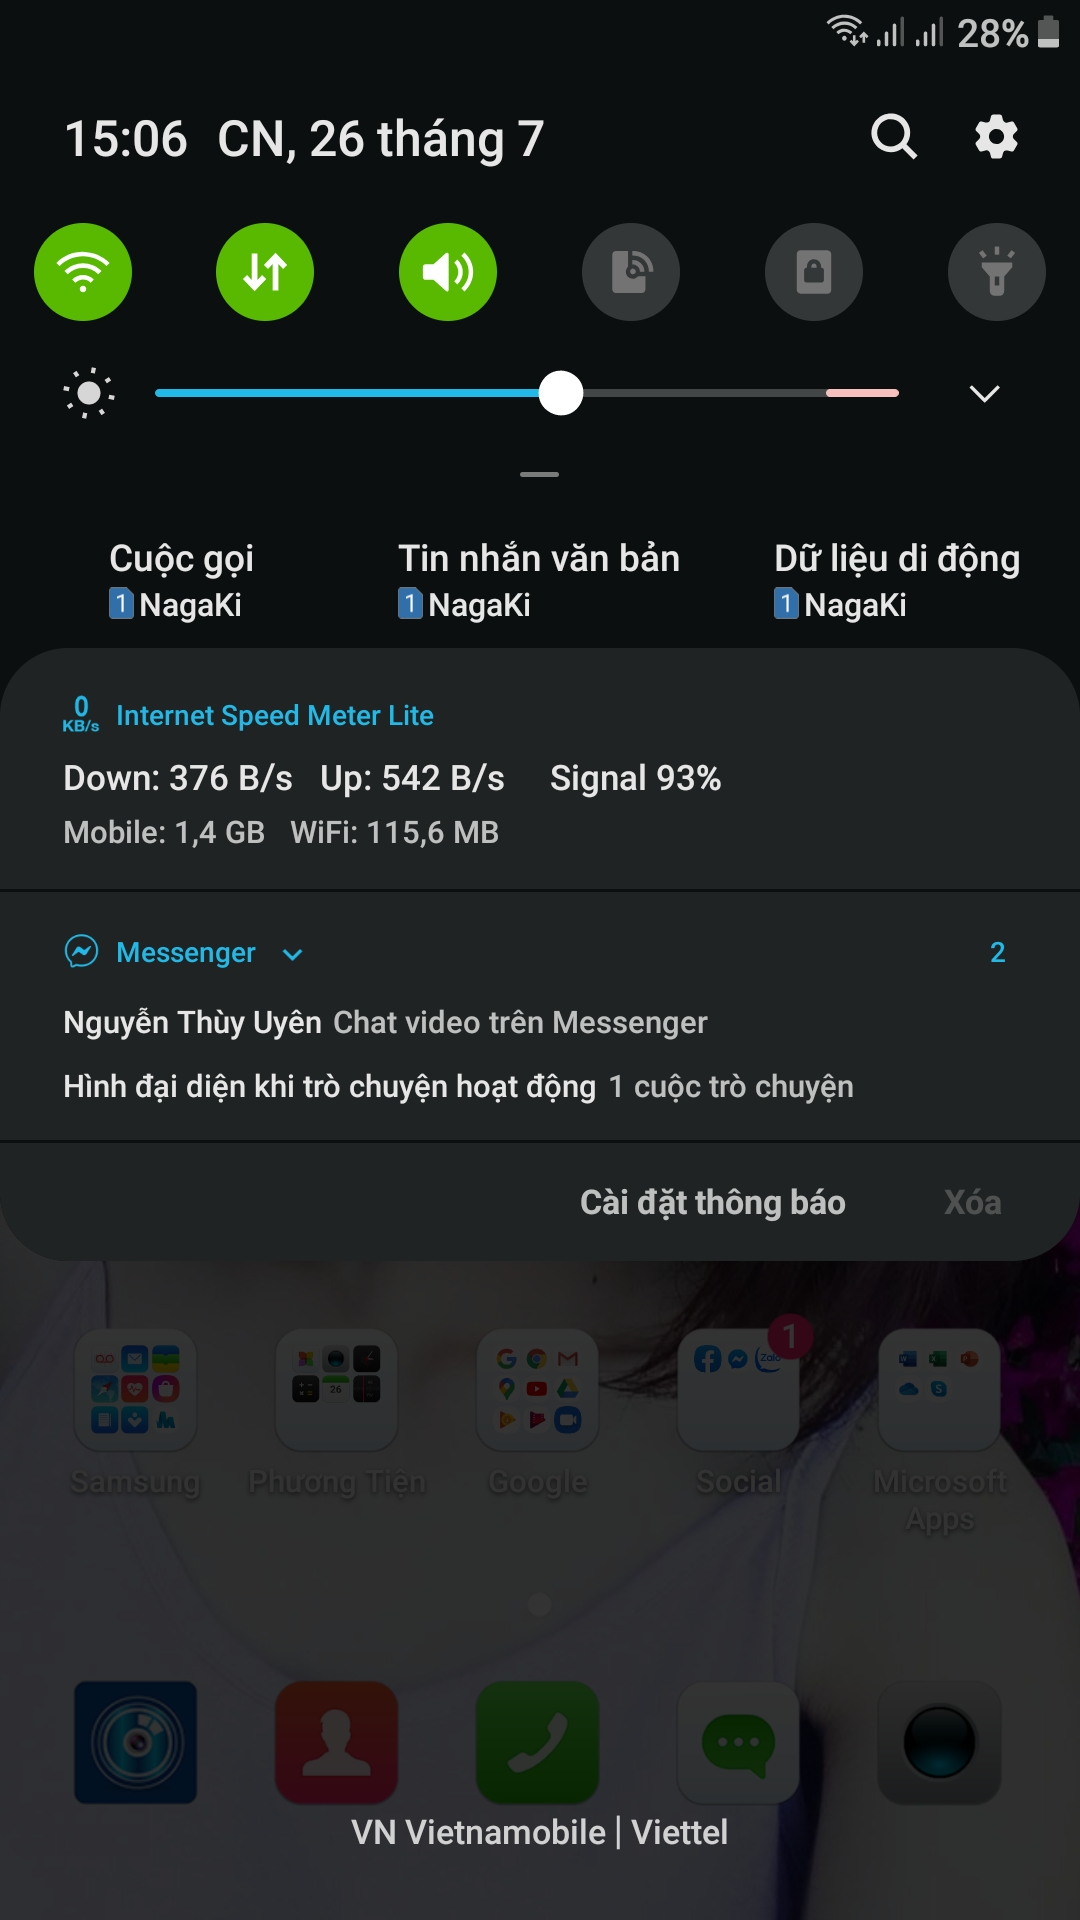 28%
15:06 CN, 26 tháng 7
Cuộc gọi Tin nhắn văn bản Dữ liệu di động
1 NagaKi 1 NagaKi 1 NagaKi
0 KB/s Internet Speed Meter Lite
Down: 376 B/s Up: 542 B/s Signal 93%
Mobile: 1,4 GB WiFi: 115,6 MB
Messenger 2
Nguyễn Thùy Uyên Chat video trên Messenger
Hình đại diện khi trò chuyện hoạt động 1 cuộc trò chuyện
Cài đặt thông báo Xóa
1
Zalo
26
Samsung Phương Tiện Google Social Microsoft Apps
VN Vietnamobile | Viettel